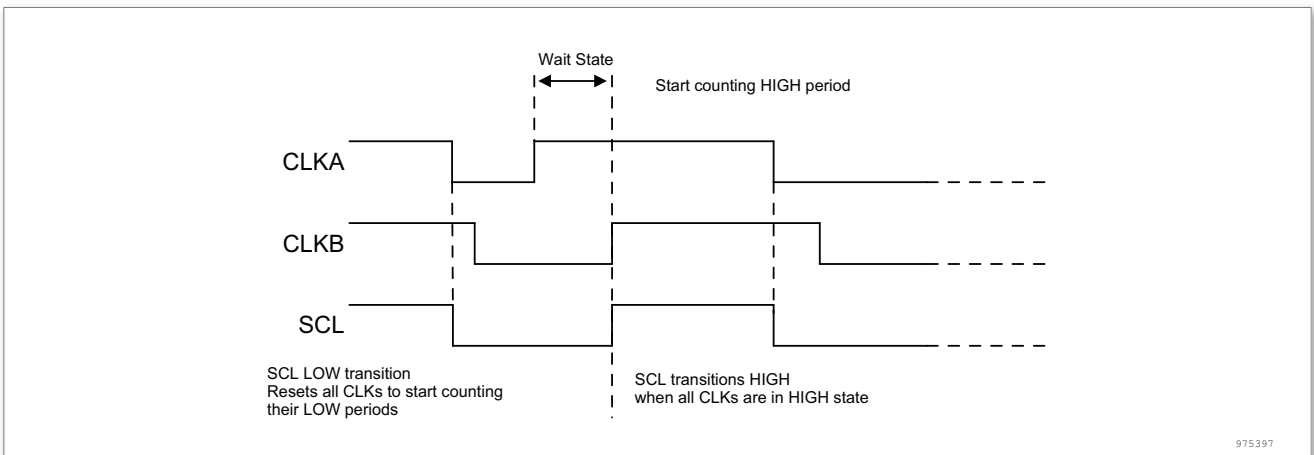 Wait State
Start counting HIGH period
CLKA
CLKB
SCL
SCL LOW transition
Resets all CLKs to start counting
their LOW periods
SCL transitions HIGH
when all CLKs are in HIGH state
975397